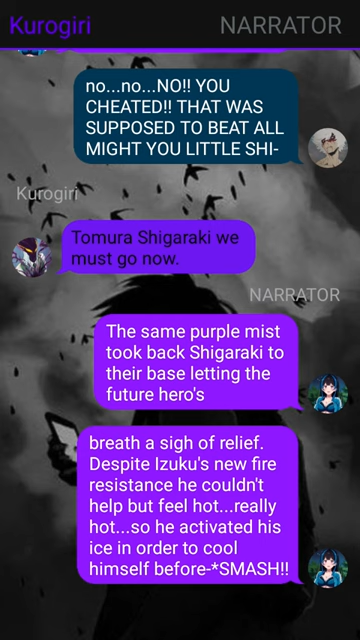 Kurogiri
NARRATOR
no...no...NO!! YOU
CHEATED!! THAT WAS
SUPPOSED TO BEAT ALL
MIGHT YOU LITTLE SHI-
Kurogiri
Tomura Shigaraki we
must go now.
NARRATOR
The same purple mist
took back Shigaraki to
their base letting the
future hero's
breath a sigh of relief.
Despite Izuku's new fire
resistance he couldn't
help but feel hot...really
hot...so he activated his
ice in order to cool
himself before-*SMASH!!